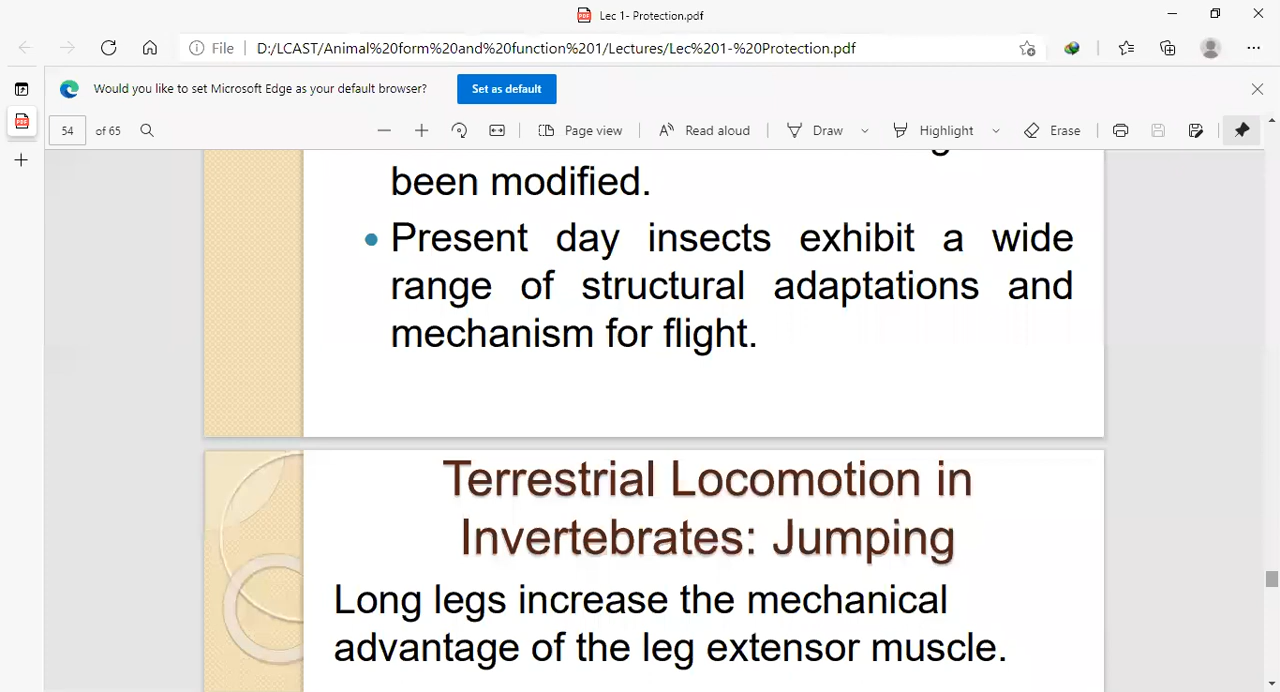 Lec 1- Protection.pdf
File
D:/LCAST/Animal%20form%20and%20function%201/Lectures/Lec%201-%20Protection.pdf
Would you like to set Microsoft Edge as your default browser?
Set as default
54 of 65
Page view
Read aloud
Draw
Highlight
Erase
been modified.
Present day insects exhibit a wide
range of structural adaptations and
mechanism for flight.
Terrestrial Locomotion in
Invertebrates: Jumping
Long legs increase the mechanical
advantage of the leg extensor muscle.